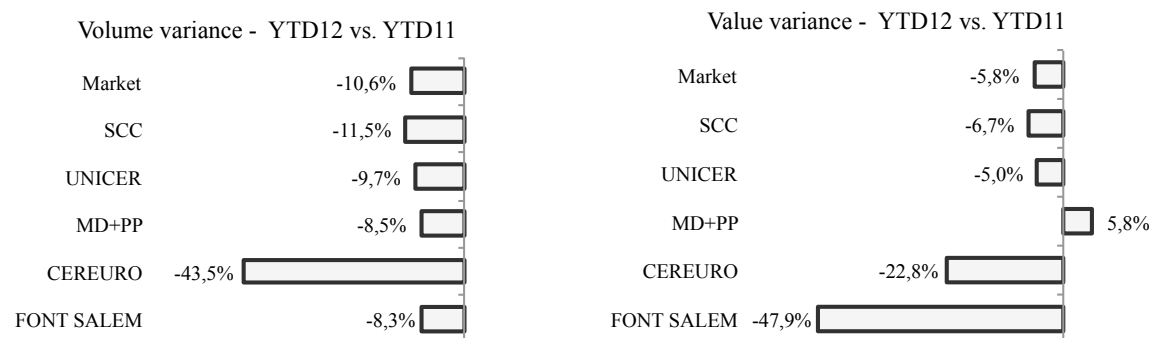 Volume variance - YTD12 vs. YTD11
Market -10,6%
SCC -11,5%
UNICER -9,7%
MD+PP -8,5%
CEREURO -43,5%
FONT SALEM -8,3%
Value variance - YTD12 vs. YTD11
Market -5,8%
SCC -6,7%
UNICER -5,0%
MD+PP 5,8%
CEREURO -22,8%
FONT SALEM -47,9%